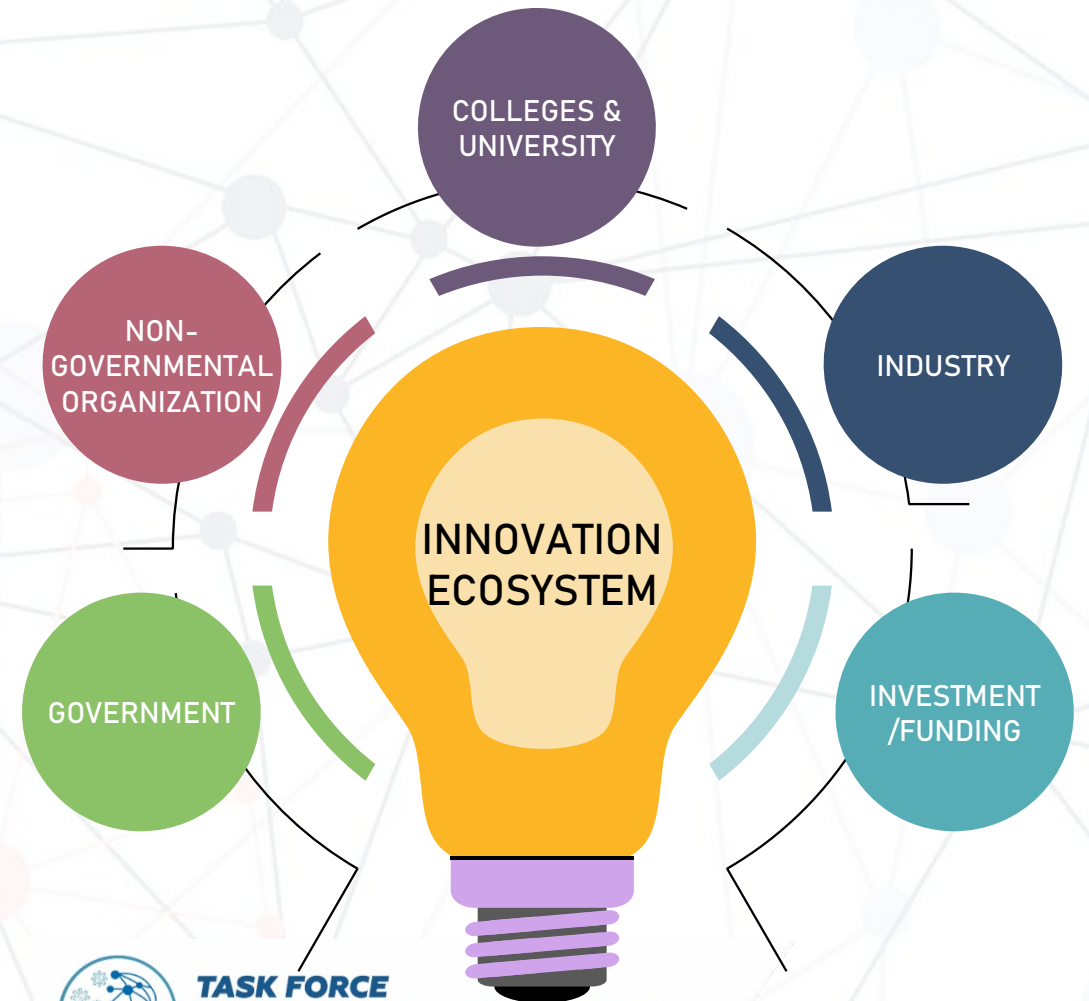 COLLEGES &
UNIVERSITY
NON-
GOVERNMENTAL
ORGANIZATION
INDUSTRY
INNOVATION
ECOSYSTEM
GOVERNMENT
INVESTMENT
/FUNDING
TASK FORCE